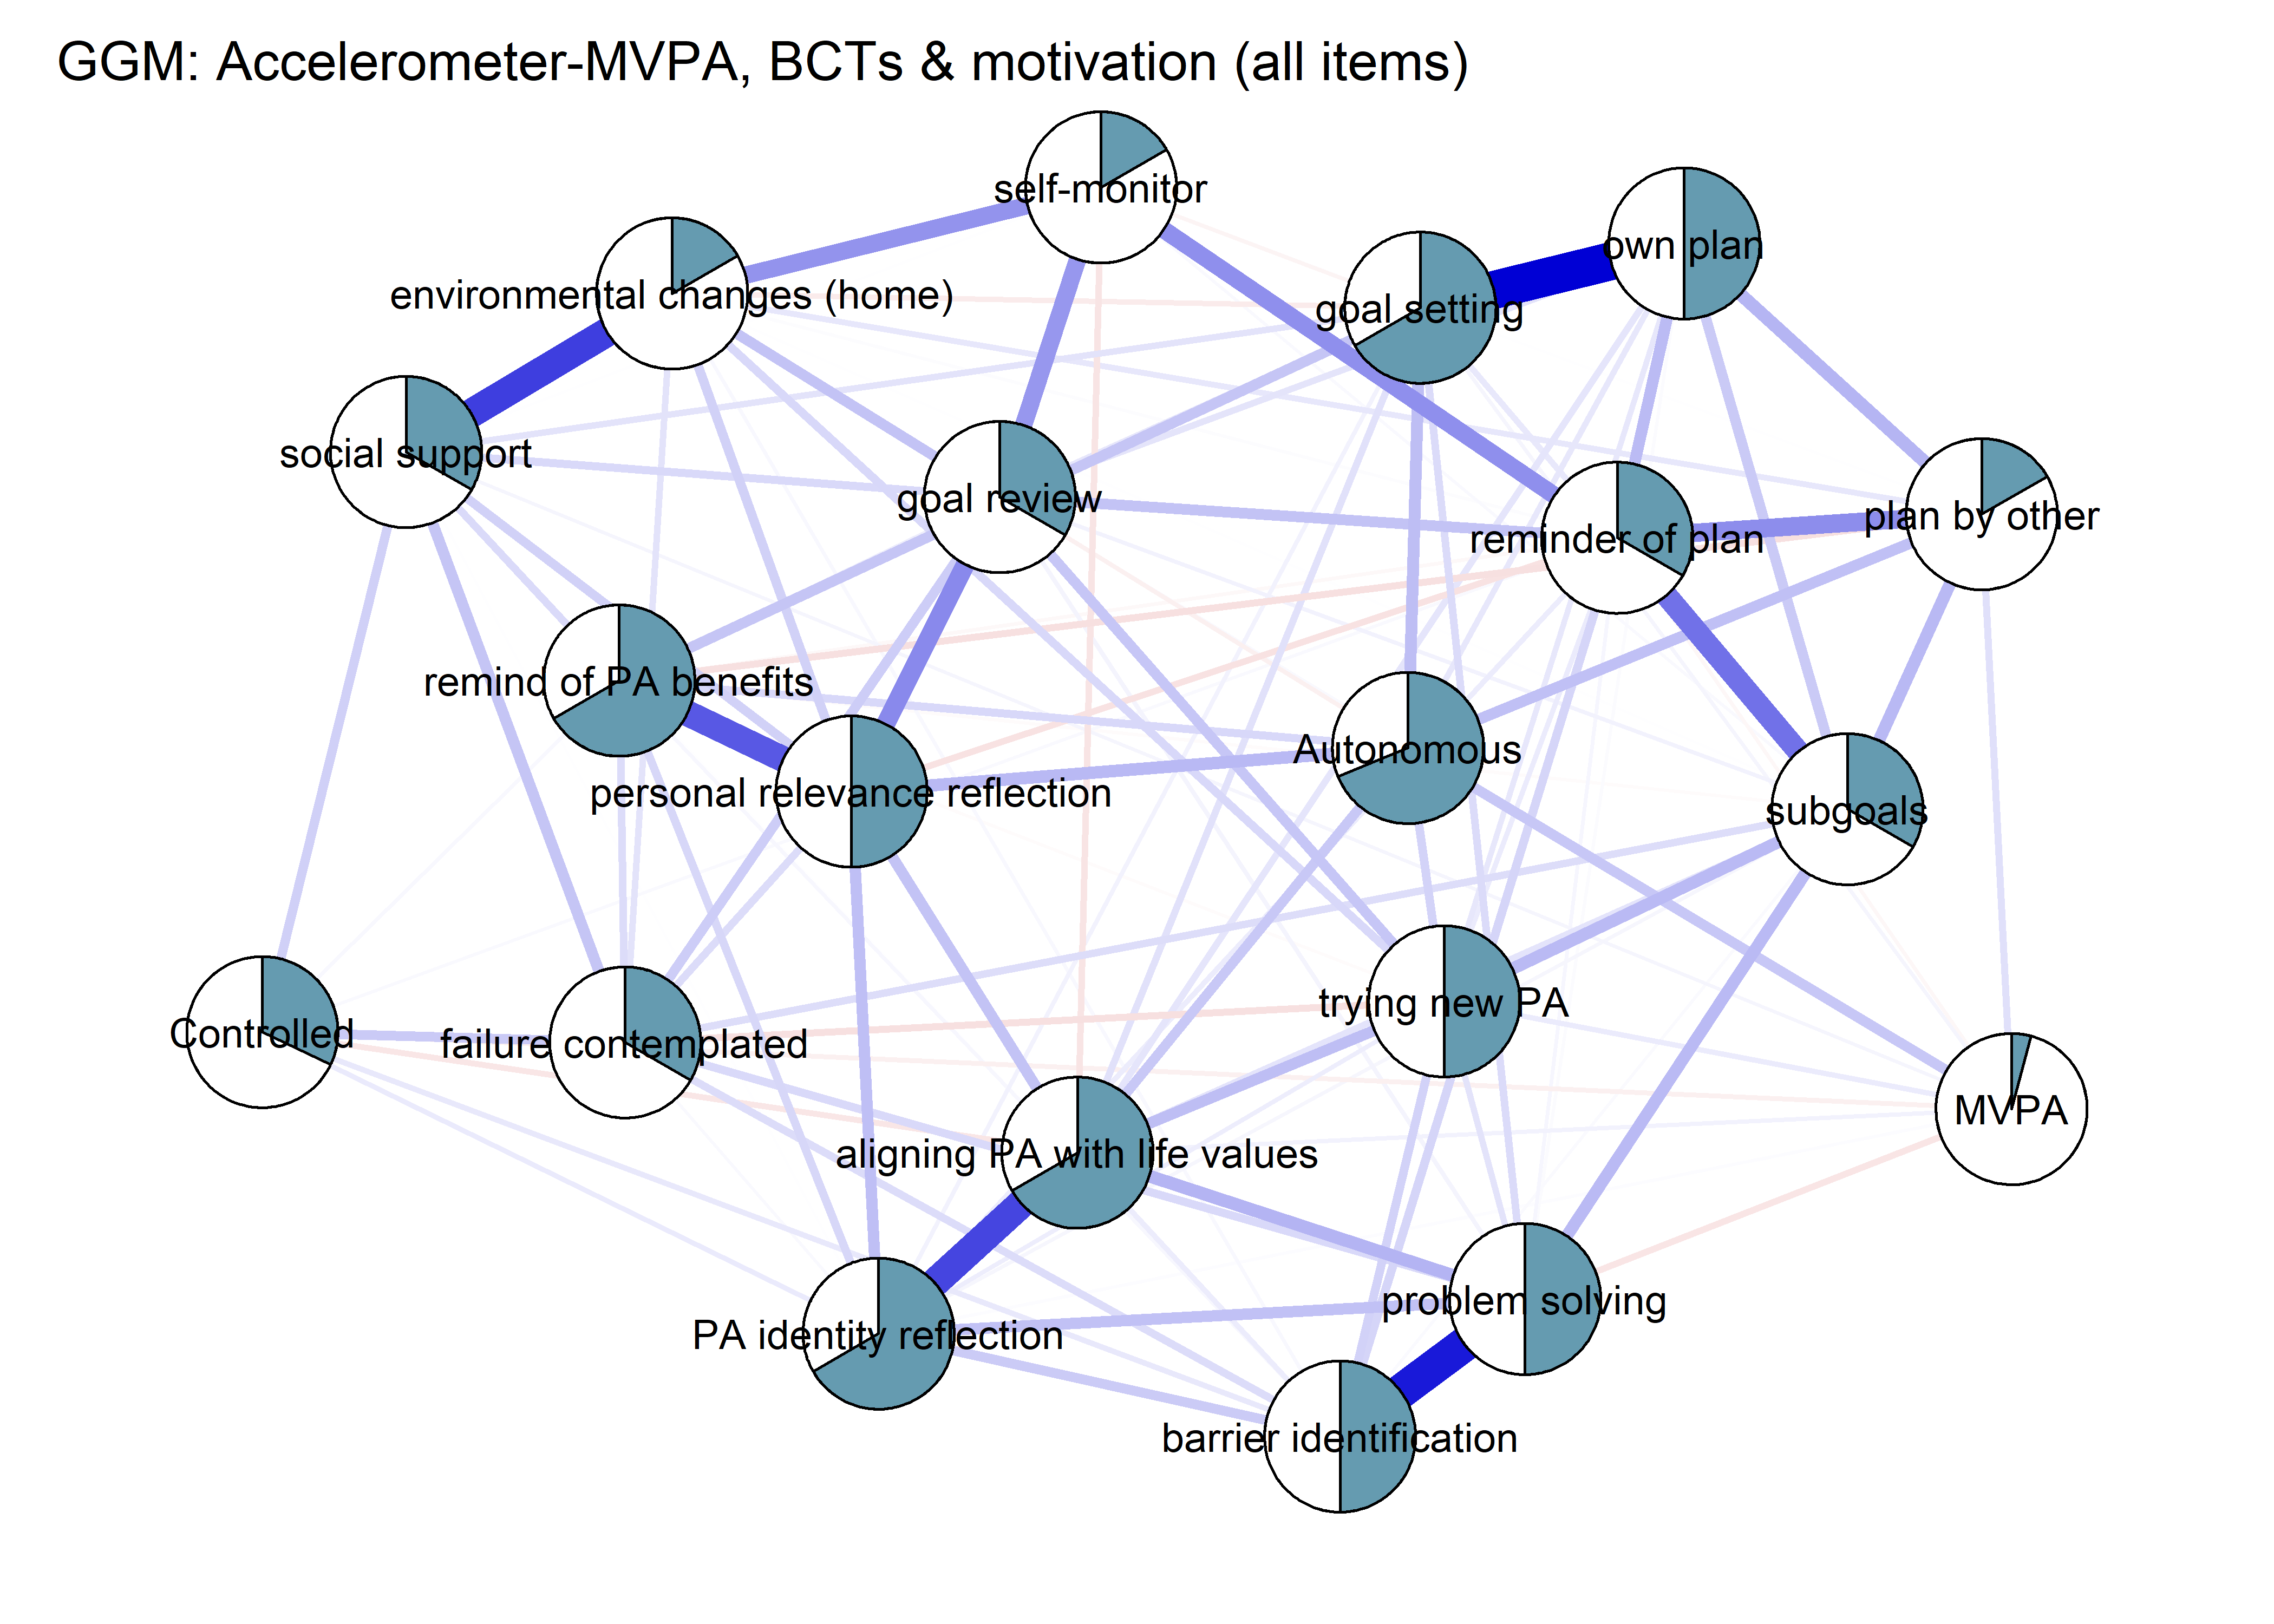 GGM: Accelerometer-MVPA, BCTs & motivation (all items)
self-monitor
own plan
environmental changes (home)
goal setting
social support
goal review
plan by other
reminder of plan
remind of PA benefits
Autonomous
personal relevance reflection
subgoals
trying new PA
Controlled
failure contemplated
MVPA
aligning PA with life values
problem solving
PA identity reflection
barrier identification